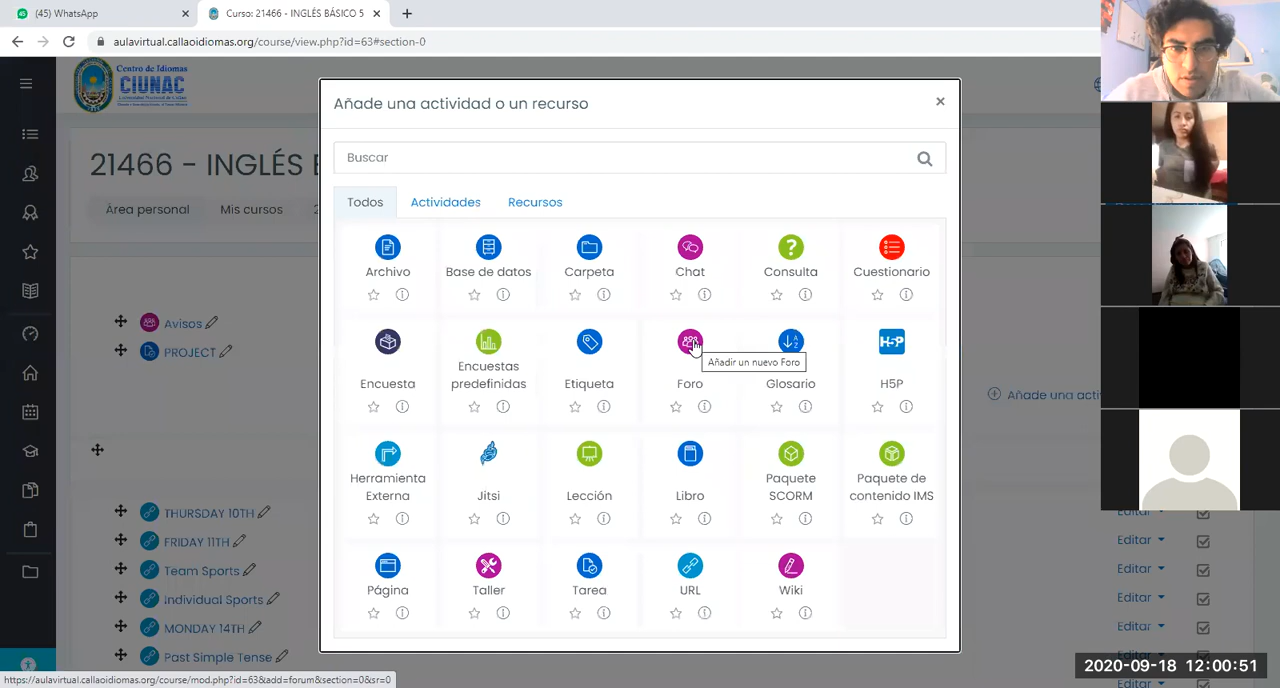 (45) WhatsApp
Curso: 21466 - INGLÉS BÁSICO 5
aulavirtual.callaoidiomas.org/course/view.php?id=63#section-0
Centro de Idiomas
CIUNAC
Añade una actividad o un recurso
Buscar
21466 - INGLÉS
Todos
Actividades
Recursos
Área personal
Mis cursos
2
Archivo
Base de datos
Carpeta
Chat
Consulta
Cuestionario
Avisos
PROJECT
Añadir un nuevo Foro
Encuesta
Encuestas
predefinidas
Etiqueta
Foro
Glosario
H5P
H5P
Añade una acti
Herramienta
Externa
Jitsi
Lección
Libro
Paquete
SCORM
Paquete de
contenido IMS
THURSDAY 10TH
Editar
FRIDAY 11TH
Editar
Team Sports
Editar
Página
Taller
Tarea
URL
Wiki
Individual Sports
Editar
MONDAY 14TH
Editar
Past Simple Tense
Editar
2020-09-18 12:00:51
https://aulavirtual.callaoidiomas.org/course/mod.php?id=63&add=forum&section=0&sr=0
Editar